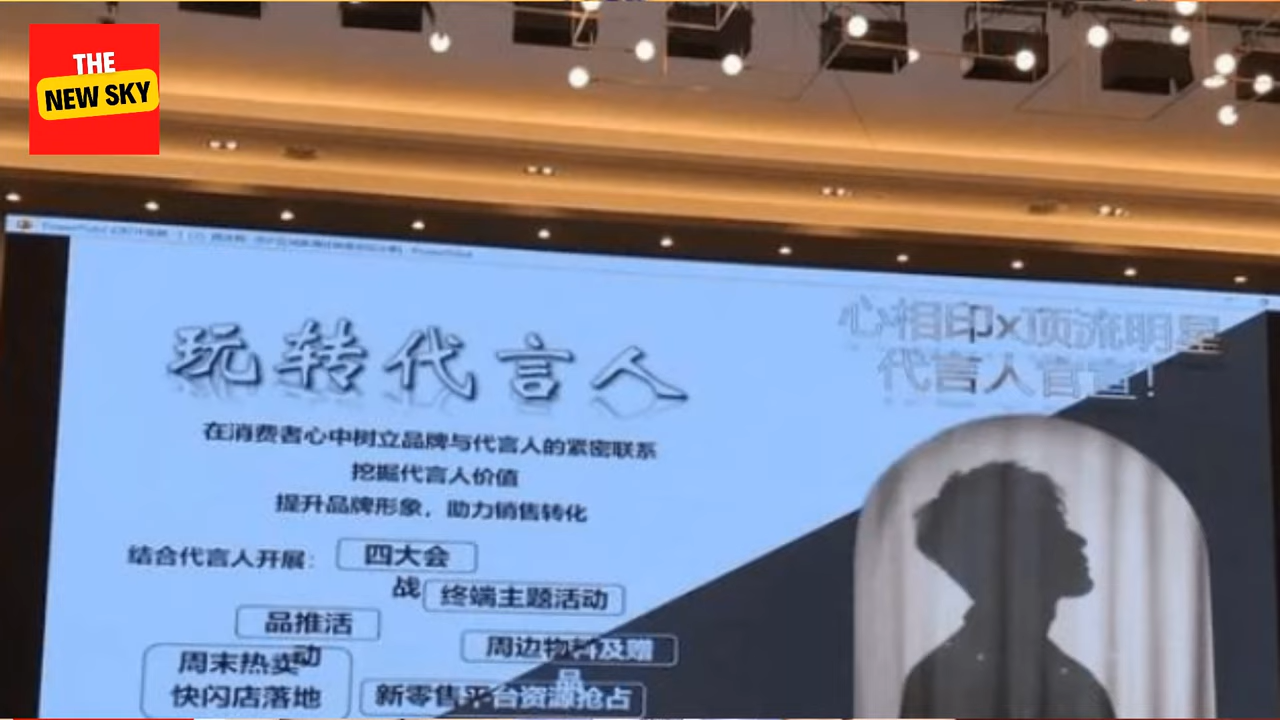 THE
NEW SKY
玩转代言人
心相印x顶流明星
代言人官宣!
在消费者心中树立品牌与代言人的紧密联系
挖掘代言人价值
提升品牌形象，助力销售转化
结合代言人开展：
四大会
战
终端主题活动
品推活
动
周边物料及赠
品
周末热卖
快闪店落地
新零售平台资源抢占